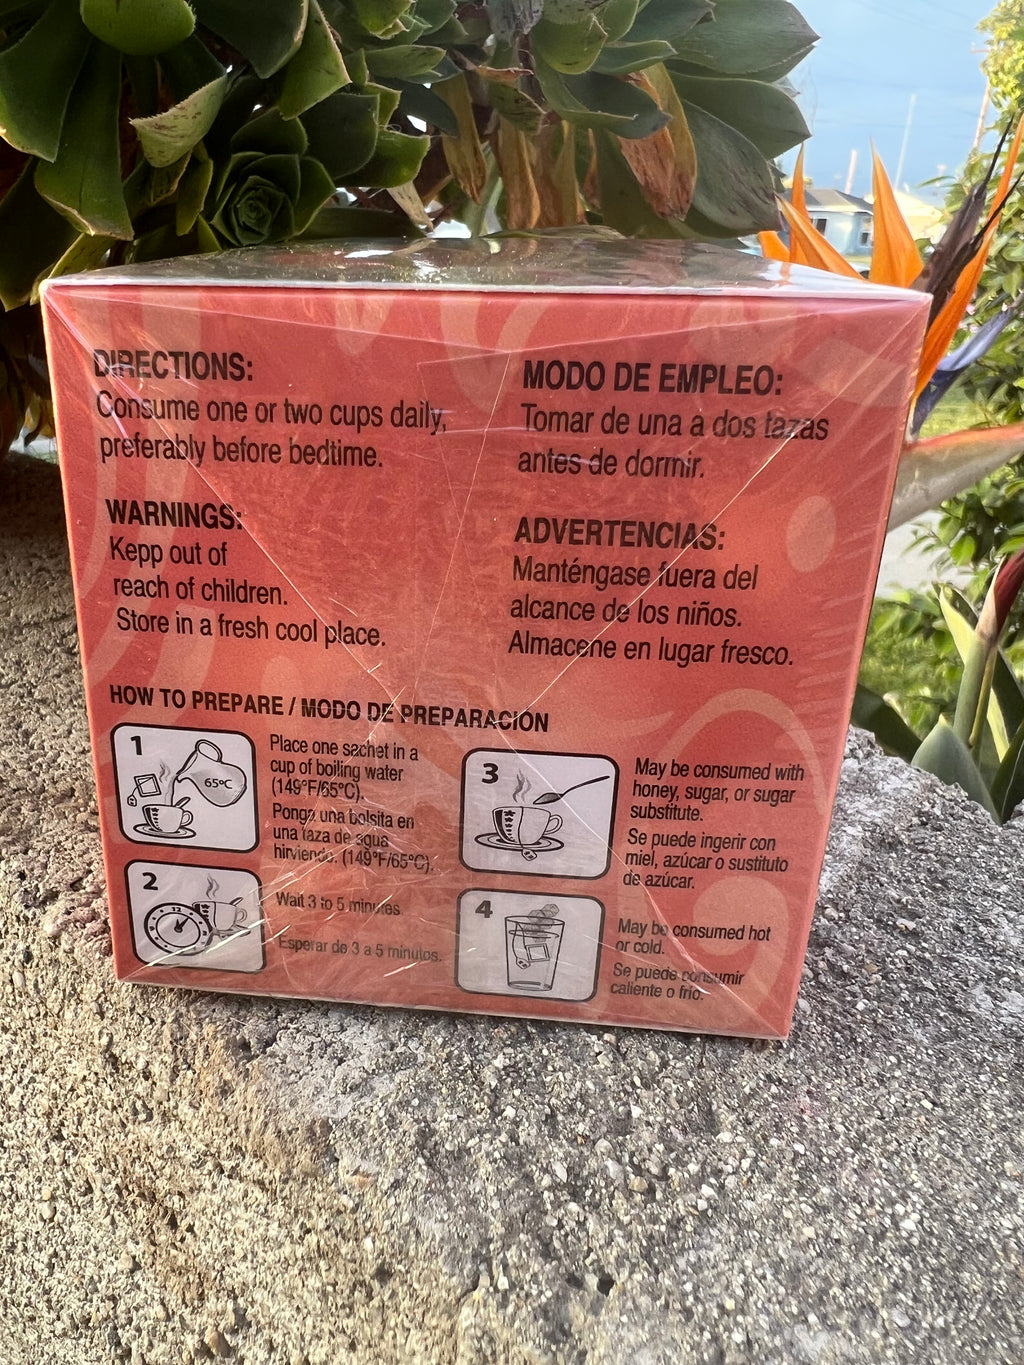 DIRECTIONS:
Consume one or two cups daily,
preferably before bedtime.
WARNINGS:
Kepp out of
reach of children.
Store in a fresh cool place.
MODO DE EMPLEO:
Tomar de una a dos tazas
antes de dormir.
ADVERTENCIAS:
Manténgase fuera del
alcance de los niños.
Almacene en lugar fresco.
HOW TO PREPARE / MODO DE PREPARACIÓN
1
65ºC
Place one sachet in a
cup of boiling water
(149°F/65°C).
Ponga una bolsita en
una taza de agua
hirviendo. (149°F/65°C).
2
12
Wait 3 to 5 minutes
Esperar de 3 a 5 minutos.
3
May be consumed with
honey, sugar, or sugar
substitute.
Se puede ingerir con
miel, azúcar o sustituto
de azúcar.
4
May be consumed hot
or cold.
Se puede consumir
caliente o frio.